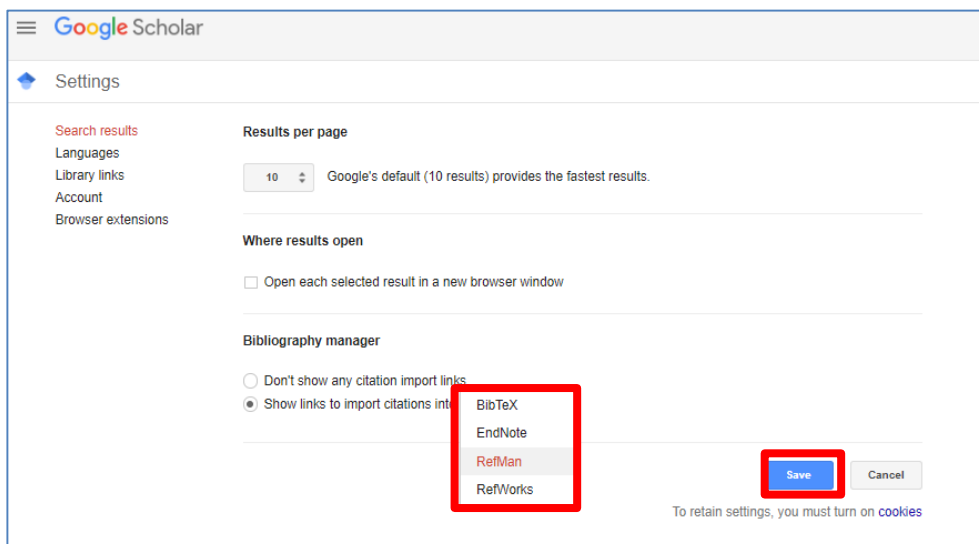 Google Scholar
Settings
Search results
Languages
Library links
Account
Browser extensions
Results per page
10 Google's default (10 results) provides the fastest results.
Where results open
Open each selected result in a new browser window
Bibliography manager
Don't show any citation import links.
Show links to import citations into
BibTeX
EndNote
RefMan
RefWorks
Save
Cancel
To retain settings, you must turn on cookies